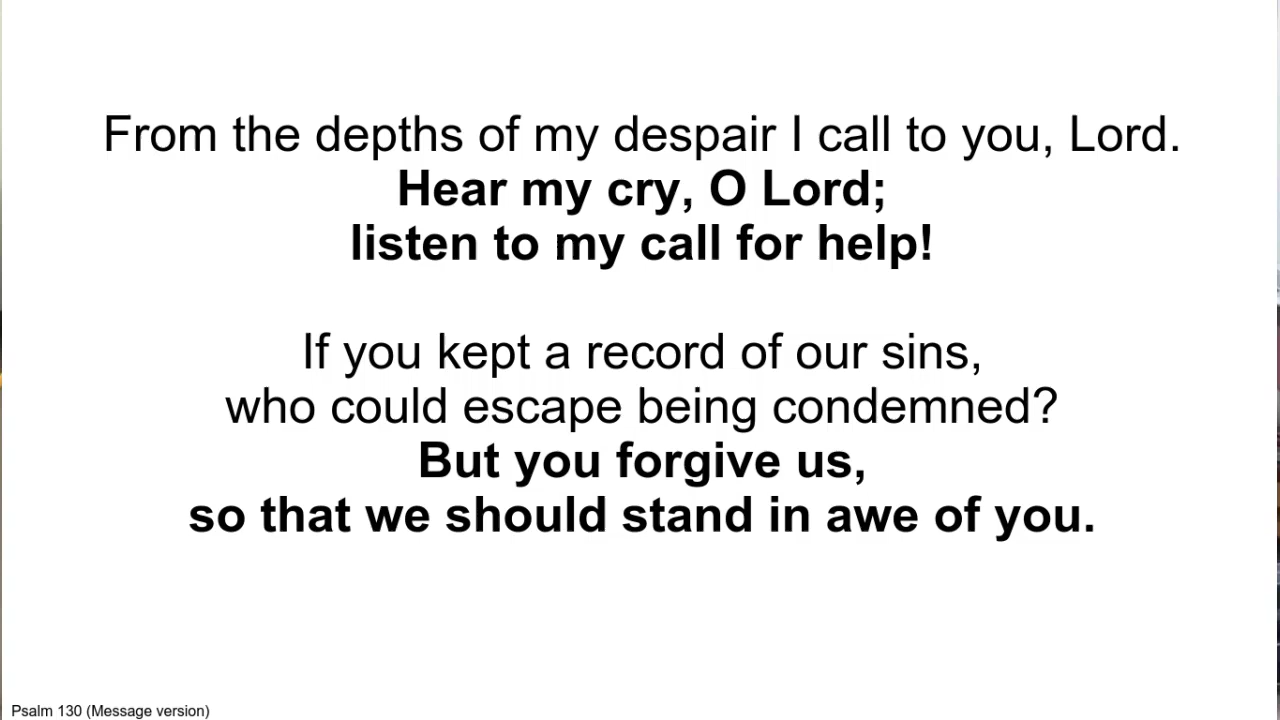 From the depths of my despair I call to you, Lord.
Hear my cry, O Lord;
listen to my call for help!
If you kept a record of our sins,
who could escape being condemned?
But you forgive us,
so that we should stand in awe of you.
Psalm 130 (Message version)